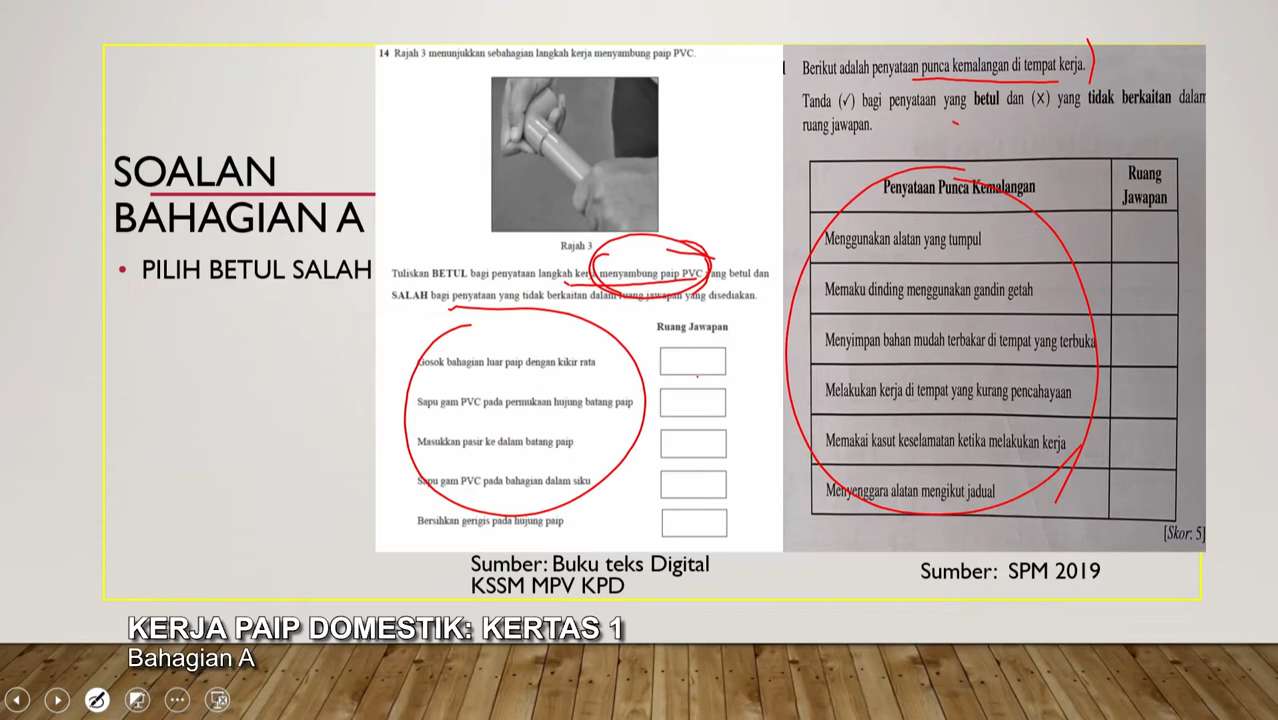 SOALAN
BAHAGIAN A
• PILIH BETUL SALAH
14 Rajah 3 menunjukkan sebahagian langkah kerja menyambung paip PVC.
Rajah 3
Tuliskan BETUL bagi penyataan langkah kerja menyambung paip PVC yang betul dan
SALAH bagi penyataan yang tidak berkaitan dalam ruang jawapan yang disediakan.
Ruang Jawapan
Gosok bahagian luar paip dengan kikir rata
Sapu gam PVC pada permukaan hujung batang paip
Masukkan pasir ke dalam batang paip
Sapu gam PVC pada bahagian dalam siku
Bersihkan gerigis pada hujung paip
Sumber: Buku teks Digital
KSSM MPV KPD
Berikut adalah penyataan punca kemalangan di tempat kerja.
Tanda (✓) bagi penyataan yang betul dan (X) yang tidak berkaitan dalam
ruang jawapan.
Penyataan Punca Kemalangan
Ruang
Jawapan
Menggunakan alatan yang tumpul
Memaku dinding menggunakan gandin getah
Menyimpan bahan mudah terbakar di tempat yang terbuka
Melakukan kerja di tempat yang kurang pencahayaan
Memakai kasut keselamatan ketika melakukan kerja
Menyenggara alatan mengikut jadual
[Skor: 5]
Sumber: SPM 2019
KERJA PAIP DOMESTIK: KERTAS 1
Bahagian A